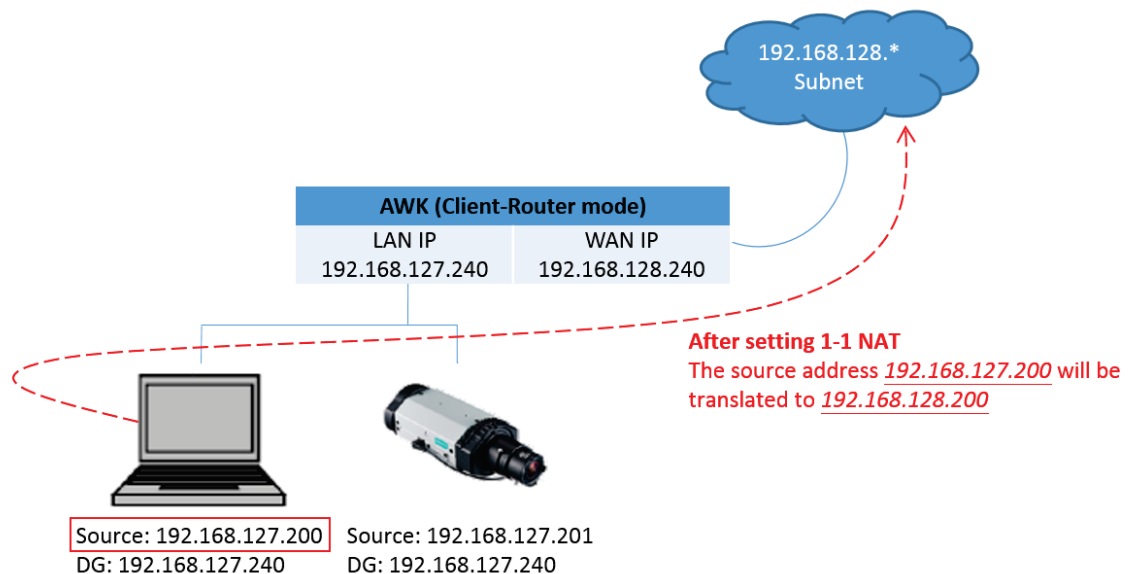 192.168.128.*
Subnet
AWK (Client-Router mode)
LAN IP
192.168.127.240
WAN IP
192.168.128.240
After setting 1-1 NAT
The source address 192.168.127.200 will be
translated to 192.168.128.200
Source: 192.168.127.200
DG: 192.168.127.240
Source: 192.168.127.201
DG: 192.168.127.240